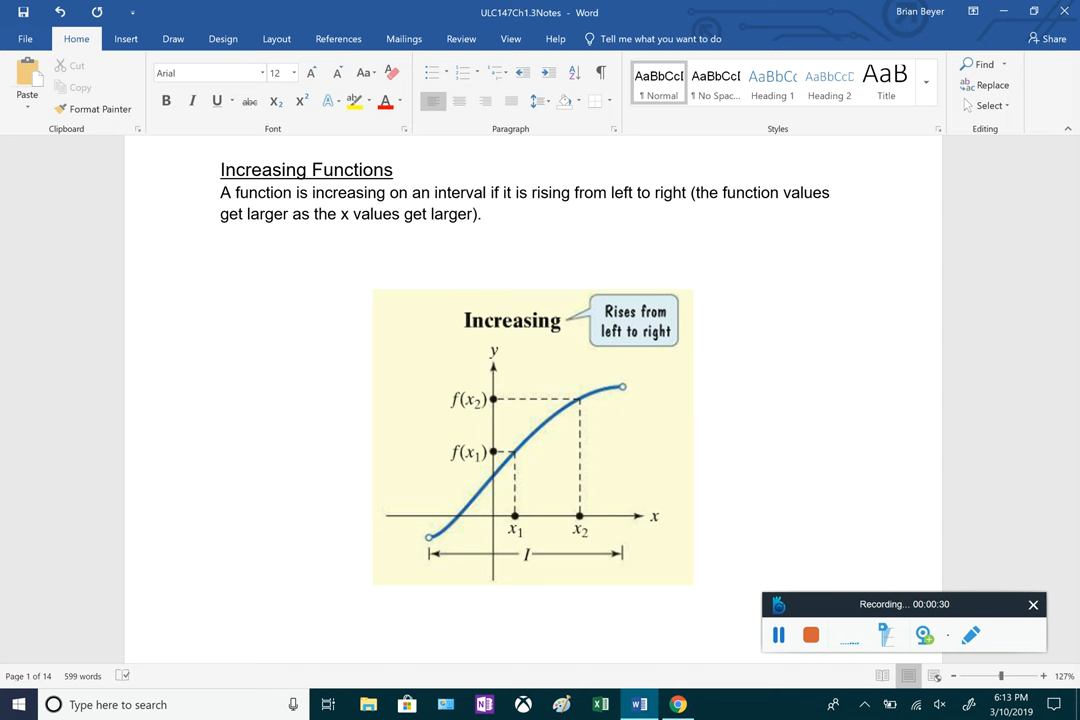 ULC147Ch1.3Notes - Word
Brian Beyer
File Home Insert Draw Design Layout References Mailings Review View Help Tell me what you want to do Share
Paste
Cut
Copy
Format Painter
Clipboard
Arial 12
A A Aa A
B I U abc X₂ X² A ab A
Font
Paragraph
AaBbCcI AaBbCcI AaBbCc AaBbCcD AaB
¶ Normal ¶ No Spac... Heading 1 Heading 2 Title
Styles
Find
Replace
Select
Editing
Increasing Functions
A function is increasing on an interval if it is rising from left to right (the function values
get larger as the x values get larger).
Increasing
Rises from
left to right
y
f(x₂)
f(x₁)
x
x₁ x₂
I
Recording... 00:00:30
Page 1 of 14 599 words
127%
Type here to search
6:13 PM
3/10/2019